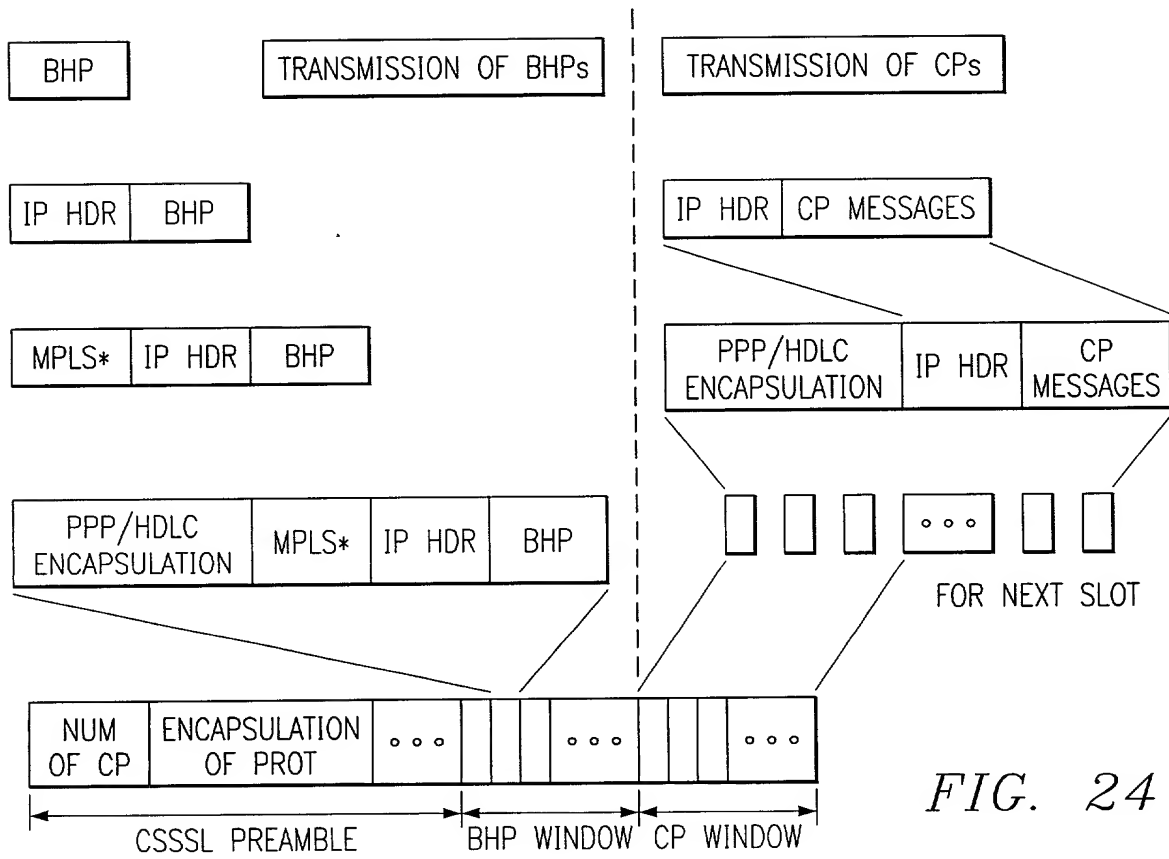 BHP
TRANSMISSION OF BHPs
TRANSMISSION OF CPs
IP HDR
BHP
IP HDR
CP MESSAGES
MPLS*
IP HDR
BHP
PPP/HDLC
ENCAPSULATION
IP HDR
CP
MESSAGES
PPP/HDLC
ENCAPSULATION
MPLS*
IP HDR
BHP
FOR NEXT SLOT
NUM
OF CP
ENCAPSULATION
OF PROT
CSSSL PREAMBLE
BHP WINDOW
CP WINDOW
FIG. 24